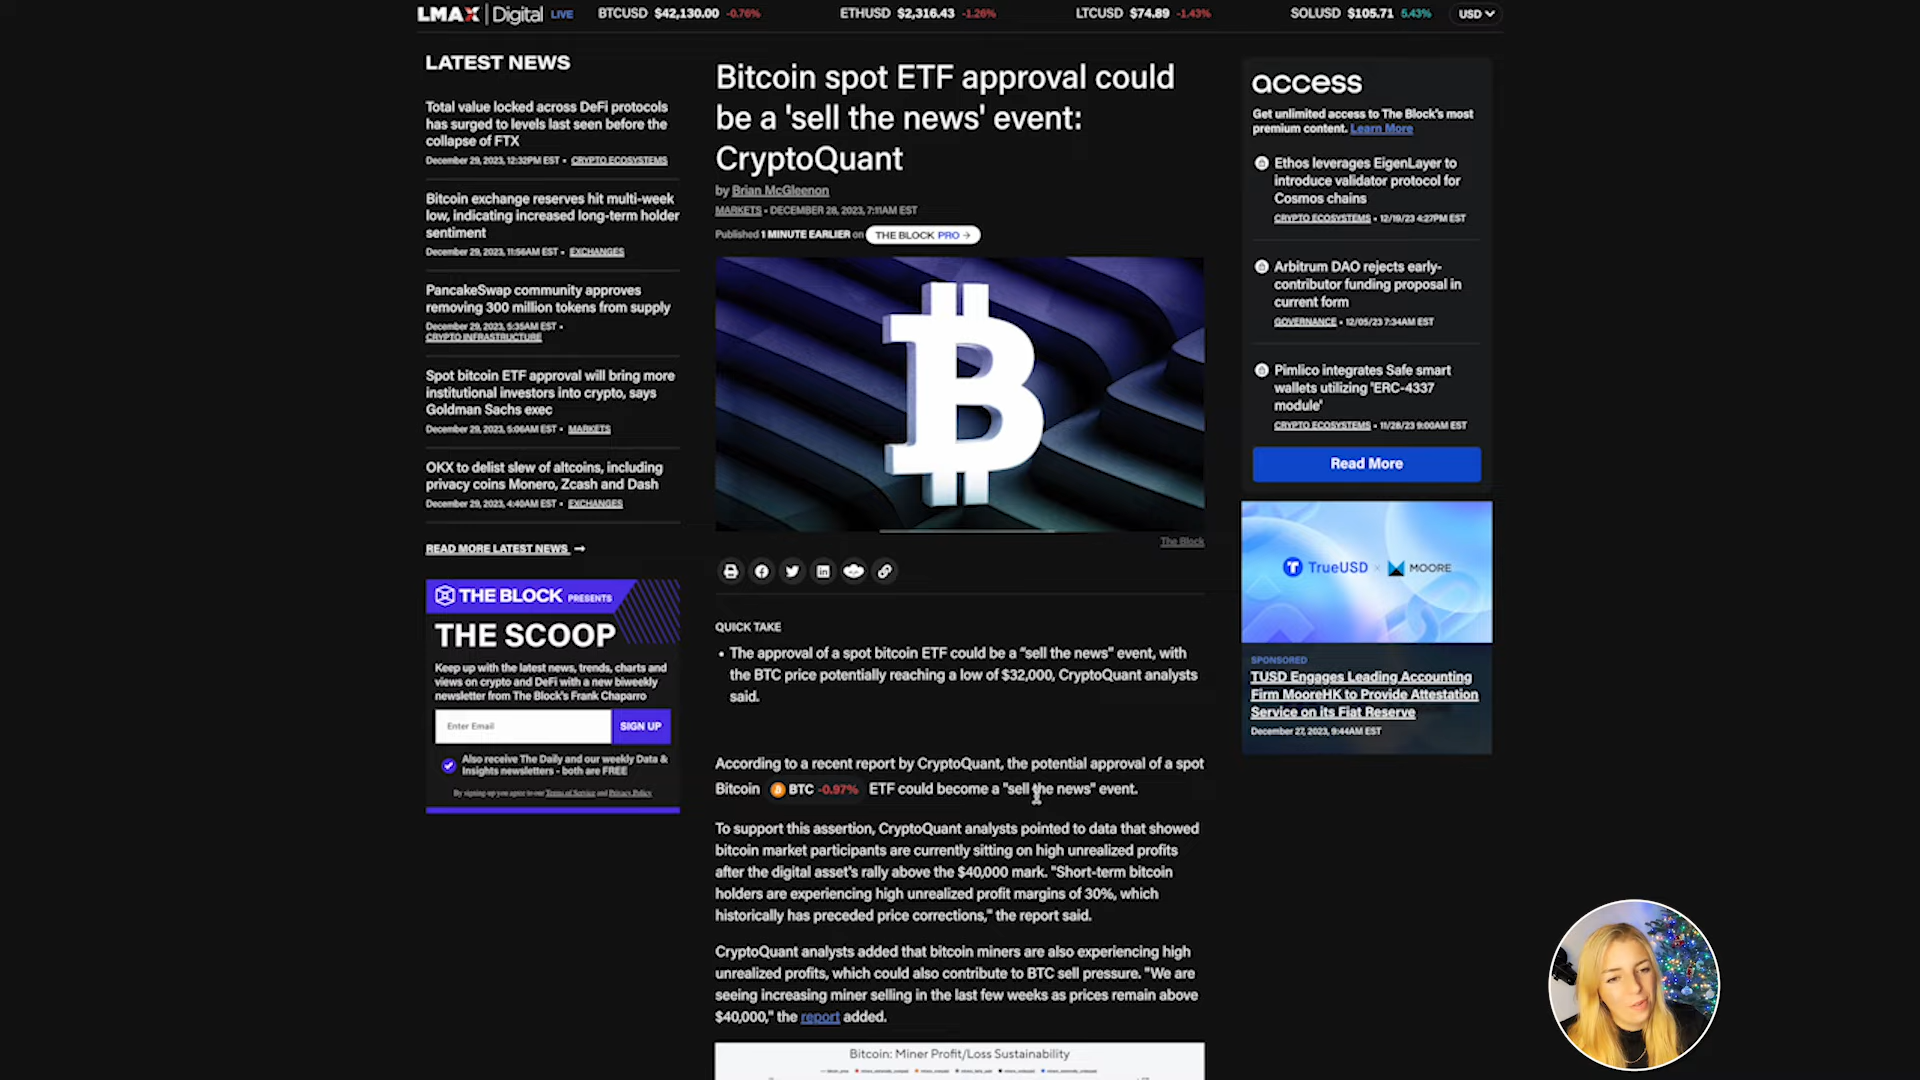 LMAX Digital LIVE
BTCUSD $42,130.00 -0.76%
ETHUSD $2,316.43 -1.26%
LTCUSD $74.89 -1.43%
SOLUSD $105.71 5.43%
USD
LATEST NEWS
Total value locked across DeFi protocols
has surged to levels last seen before the
collapse of FTX
December 29, 2023, 12:32PM EST • CRYPTO ECOSYSTEMS
Bitcoin exchange reserves hit multi-week
low, indicating increased long-term holder
sentiment
December 29, 2023, 11:56AM EST • EXCHANGES
PancakeSwap community approves
removing 300 million tokens from supply
December 29, 2023, 5:35AM EST •
CRYPTO INFRASTRUCTURE
Spot bitcoin ETF approval will bring more
institutional investors into crypto, says
Goldman Sachs exec
December 29, 2023, 5:06AM EST • MARKETS
OKX to delist slew of altcoins, including
privacy coins Monero, Zcash and Dash
December 29, 2023, 4:40AM EST • EXCHANGES
READ MORE LATEST NEWS →
THE BLOCK PRESENTS
THE SCOOP
Keep up with the latest news, trends, charts and
views on crypto and DeFi with a new biweekly
newsletter from The Block's Frank Chaparro
Enter Email
SIGN UP
Also receive The Daily and our weekly Data &
Insights newsletters - both are FREE
By signing up you agree to our Terms of Service and Privacy Policy
Bitcoin spot ETF approval could
be a 'sell the news' event:
CryptoQuant
by Brian McGleenon
MARKETS • DECEMBER 28, 2023, 7:11AM EST
Published 1 MINUTE EARLIER on THE BLOCK PRO →
The Block
QUICK TAKE
• The approval of a spot bitcoin ETF could be a "sell the news" event, with
the BTC price potentially reaching a low of $32,000, CryptoQuant analysts
said.
According to a recent report by CryptoQuant, the potential approval of a spot
Bitcoin BTC -0.97% ETF could become a "sell the news" event.
To support this assertion, CryptoQuant analysts pointed to data that showed
bitcoin market participants are currently sitting on high unrealized profits
after the digital asset's rally above the $40,000 mark. "Short-term bitcoin
holders are experiencing high unrealized profit margins of 30%, which
historically has preceded price corrections," the report said.
CryptoQuant analysts added that bitcoin miners are also experiencing high
unrealized profits, which could also contribute to BTC sell pressure. "We are
seeing increasing miner selling in the last few weeks as prices remain above
$40,000," the report added.
Bitcoin: Miner Profit/Loss Sustainability
access
Get unlimited access to The Block's most
premium content. Learn More
Ethos leverages EigenLayer to
introduce validator protocol for
Cosmos chains
CRYPTO ECOSYSTEMS • 12/19/23 4:27PM EST
Arbitrum DAO rejects early-
contributor funding proposal in
current form
GOVERNANCE • 12/05/23 7:34AM EST
Pimlico integrates Safe smart
wallets utilizing 'ERC-4337
module'
CRYPTO ECOSYSTEMS • 11/28/23 9:00AM EST
Read More
TrueUSD × MOORE
SPONSORED
TUSD Engages Leading Accounting
Firm MooreHK to Provide Attestation
Service on its Fiat Reserve
December 27, 2023, 9:44AM EST